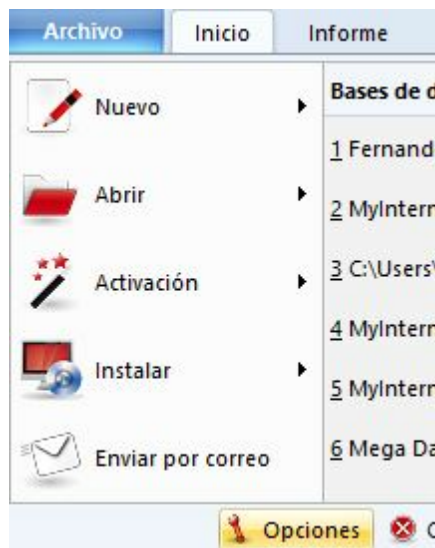 Archivo Inicio Informe
Nuevo
Abrir
Activación
Instalar
Enviar por correo
Bases de
1 Fernand
2 MyIntern
3 C:\Users\
4 MyIntern
5 MyIntern
6 Mega Da
Opciones